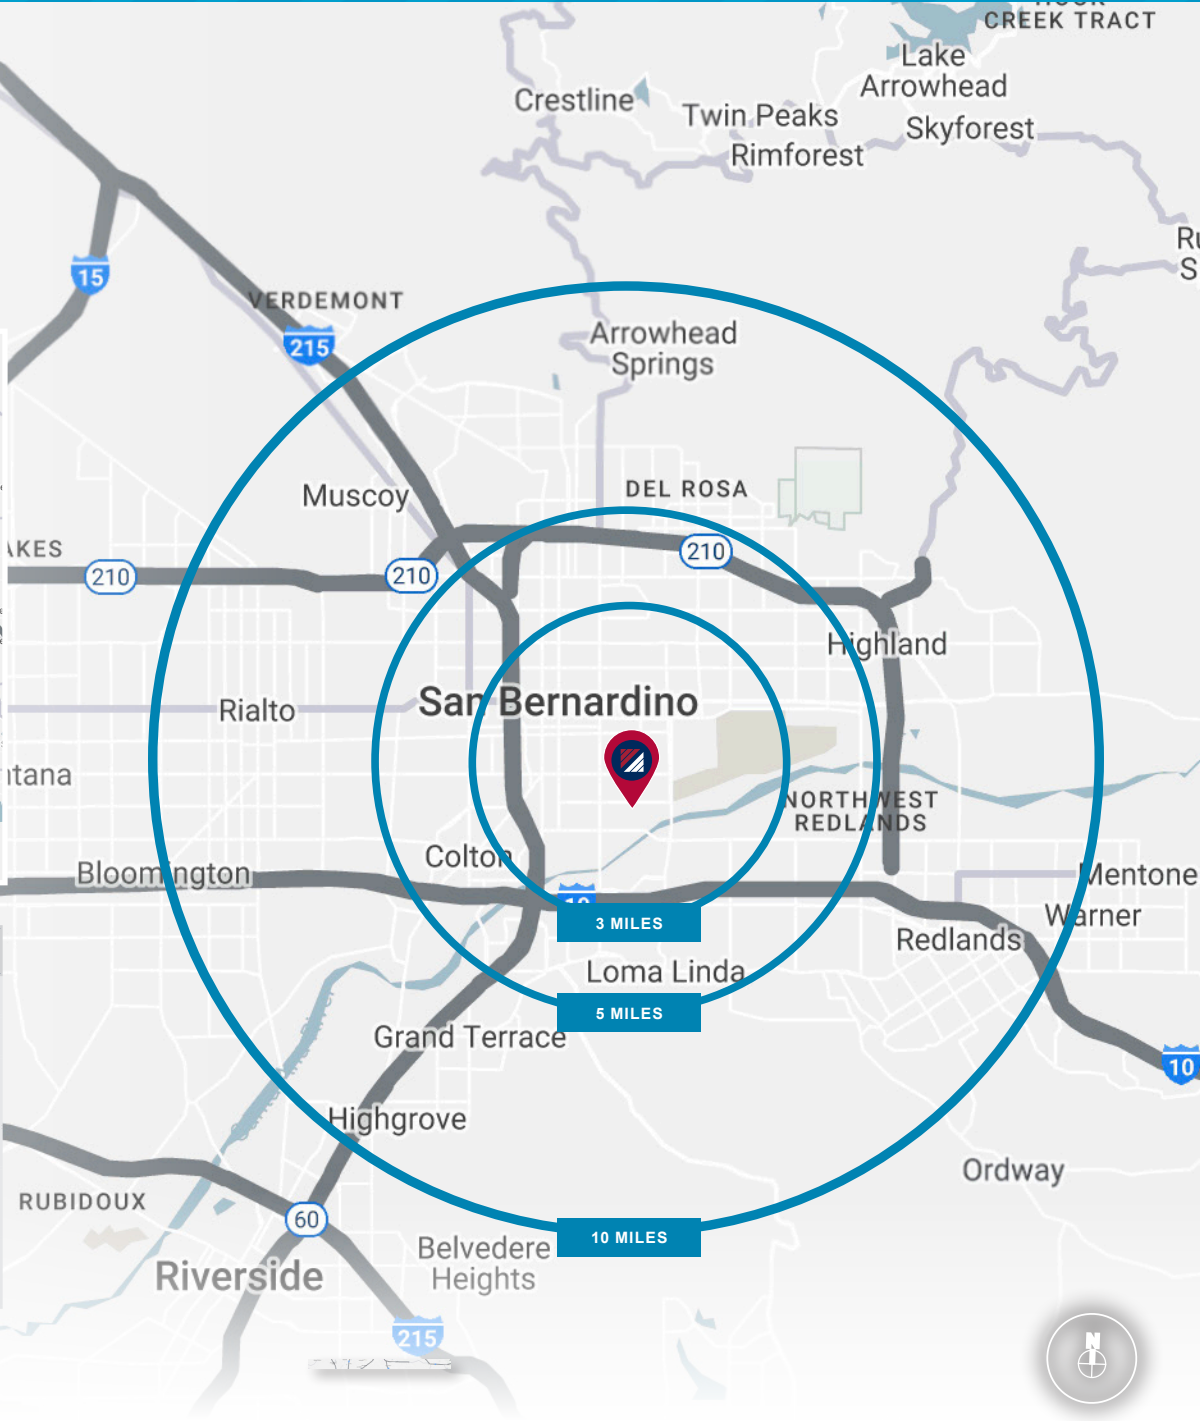 CREEK TRACT
Lake
Arrowhead
Crestline
Twin Peaks
Skyforest
Rimforest
15
VERDEMONT
215
Arrowhead
Springs
Muscoy
DEL ROSA
210
210
210
Highland
San Bernardino
Rialto
NORTHWEST
REDLANDS
Colton
Bloomington
Mentone
10
3 MILES
Warner
Redlands
Loma Linda
5 MILES
Grand Terrace
10
Highgrove
Ordway
RUBIDOUX
60
10 MILES
Belvedere
Heights
Riverside
215
N